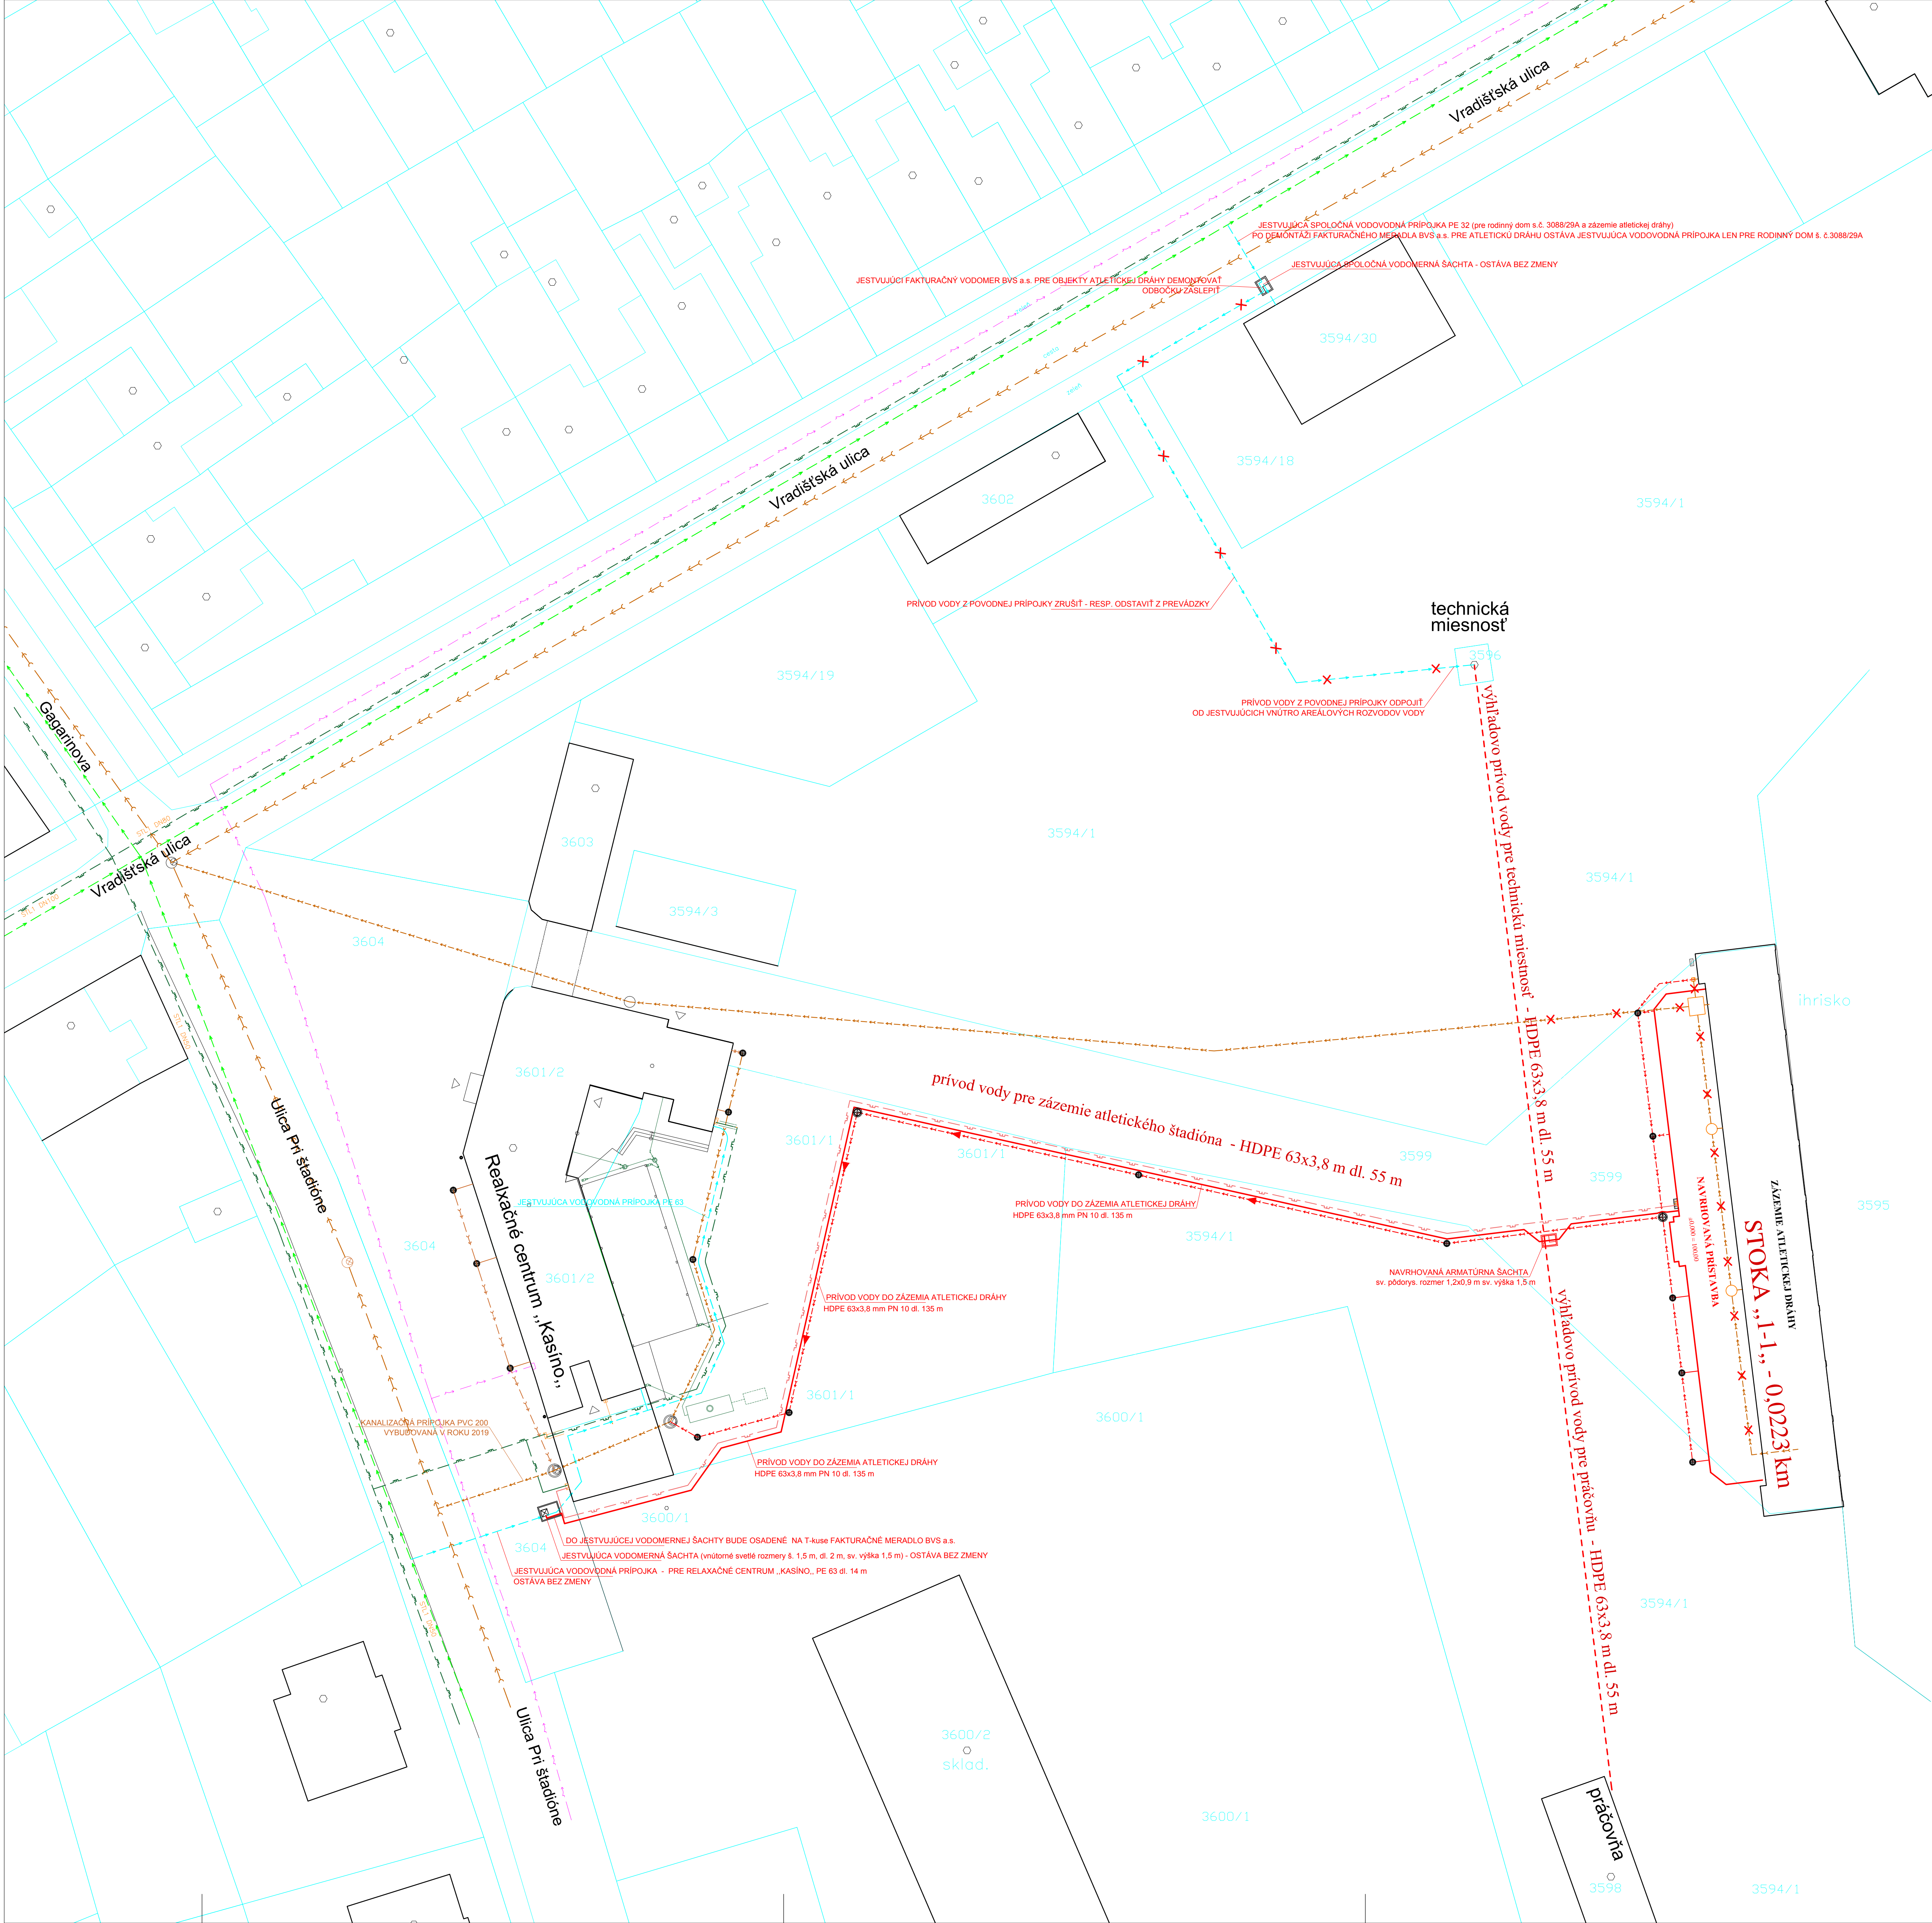 Vradišťská ulica
JESTVUJÚCA SPOLOČNÁ VODOVODNÁ PRÍPOJKA PE 32 (pre rodinný dom s.č. 3088/29A a zázemie atletickej dráhy)
PO DEMONTÁŽI FAKTURAČNÉHO MERADLA BVS a.s. PRE ATLETICKÚ DRÁHU OSTÁVA JESTVUJÚCA VODOVODNÁ PRÍPOJKA LEN PRE RODINNÝ DOM š. č.3088/29A
JESTVUJÚCA SPOLOČNÁ VODOMERNÁ ŠACHTA - OSTÁVA BEZ ZMENY
JESTVUJÚCI FAKTURAČNÝ VODOMER BVS a.s. PRE OBJEKTY ATLETICKEJ DRÁHY DEMONTOVAŤ
ODBOČKU ZASLEPIŤ
3594/30
cesta
zeleň
3594/18
Vradišťská ulica
3602
3594/1
PRÍVOD VODY Z POVODNEJ PRÍPOJKY ZRUŠIŤ - RESP. ODSTAVIŤ Z PREVÁDZKY
technická
miesnosť
3596
3594/19
PRÍVOD VODY Z POVODNEJ PRÍPOJKY ODPOJIŤ
OD JESTVUJÚCICH VNÚTRO AREÁLOVÝCH ROZVODOV VODY
výhľadovo prívod vody pre technickú miestnosť - HDPE 63x3,8 m dl. 55 m
Gagarinova
STL1 DN80
Vradišťská ulica
STL1 DN100
3603
3594/1
3594/1
3594/3
3604
ihrisko
STL1 DN80
3601/2
prívod vody pre zázemie atletického štadióna - HDPE 63x3,8 m dl. 55 m
Ulica Pri štadióne
3601/1
3601/1
3599
3599
Realxačné centrum ,,Kasíno,,
JESTVUJÚCA VODOVODNÁ PRÍPOJKA PE 63
PRÍVOD VODY DO ZÁZEMIA ATLETICKEJ DRÁHY
HDPE 63x3,8 mm PN 10 dl. 135 m
3595
3604
3594/1
NAVRHOVANÁ PRÍSTAVBA
±0,000 = 100,00
ZÁZEMIE ATLETICKEJ DRÁHY
STOKA ,,1-1,, - 0,0223 km
3601/2
NAVRHOVANÁ ARMATÚRNA ŠACHTA
sv. pôdorys. rozmer 1,2x0,9 m sv. výška 1,5 m
PRÍVOD VODY DO ZÁZEMIA ATLETICKEJ DRÁHY
HDPE 63x3,8 mm PN 10 dl. 135 m
výhľadovo prívod vody pre práčovňu - HDPE 63x3,8 m dl. 55 m
3601/1
3600/1
KANALIZAČNÁ PRÍPOJKA PVC 200
VYBUDOVANÁ V ROKU 2019
PRÍVOD VODY DO ZÁZEMIA ATLETICKEJ DRÁHY
HDPE 63x3,8 mm PN 10 dl. 135 m
3600/1
DO JESTVUJÚCEJ VODOMERNEJ ŠACHTY BUDE OSADENÉ NA T-kuse FAKTURAČNÉ MERADLO BVS a.s.
3604
JESTVUJÚCA VODOMERNÁ ŠACHTA (vnútorné svetlé rozmery š. 1,5 m, dl. 2 m, sv. výška 1,5 m) - OSTÁVA BEZ ZMENY
JESTVUJÚCA VODOVODNÁ PRÍPOJKA - PRE RELAXAČNÉ CENTRUM ,,KASÍNO,, PE 63 dl. 14 m
OSTÁVA BEZ ZMENY
STL1 DN80
3594/1
Ulica Pri štadióne
3600/2
sklad.
3600/1
práčovňa
3598
3594/1